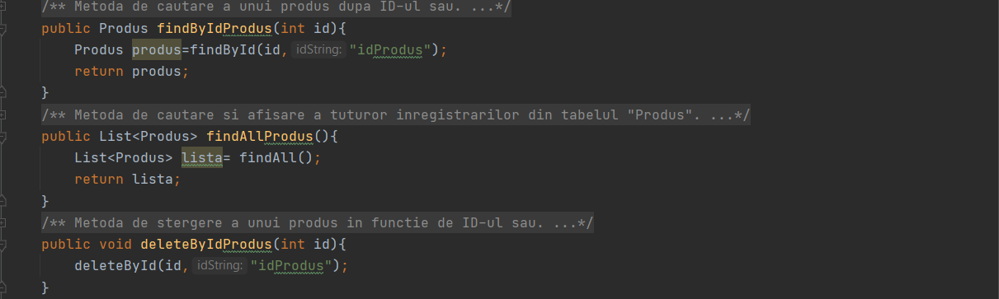 /** Metoda de cautare a unui produs dupa ID-ul sau. ...*/
public Produs findByIdProdus(int id){
Produs produs=findById(id, idString: "idProdus");
return produs;
}
/** Metoda de cautare si afisare a tuturor inregistrarilor din tabelul "Produs". ...*/
public List<Produs> findAllProdus(){
List<Produs> lista= findAll();
return lista;
}
/** Metoda de stergere a unui produs in functie de ID-ul sau. ...*/
public void deleteByIdProdus(int id){
deleteById(id, idString: "idProdus");
}